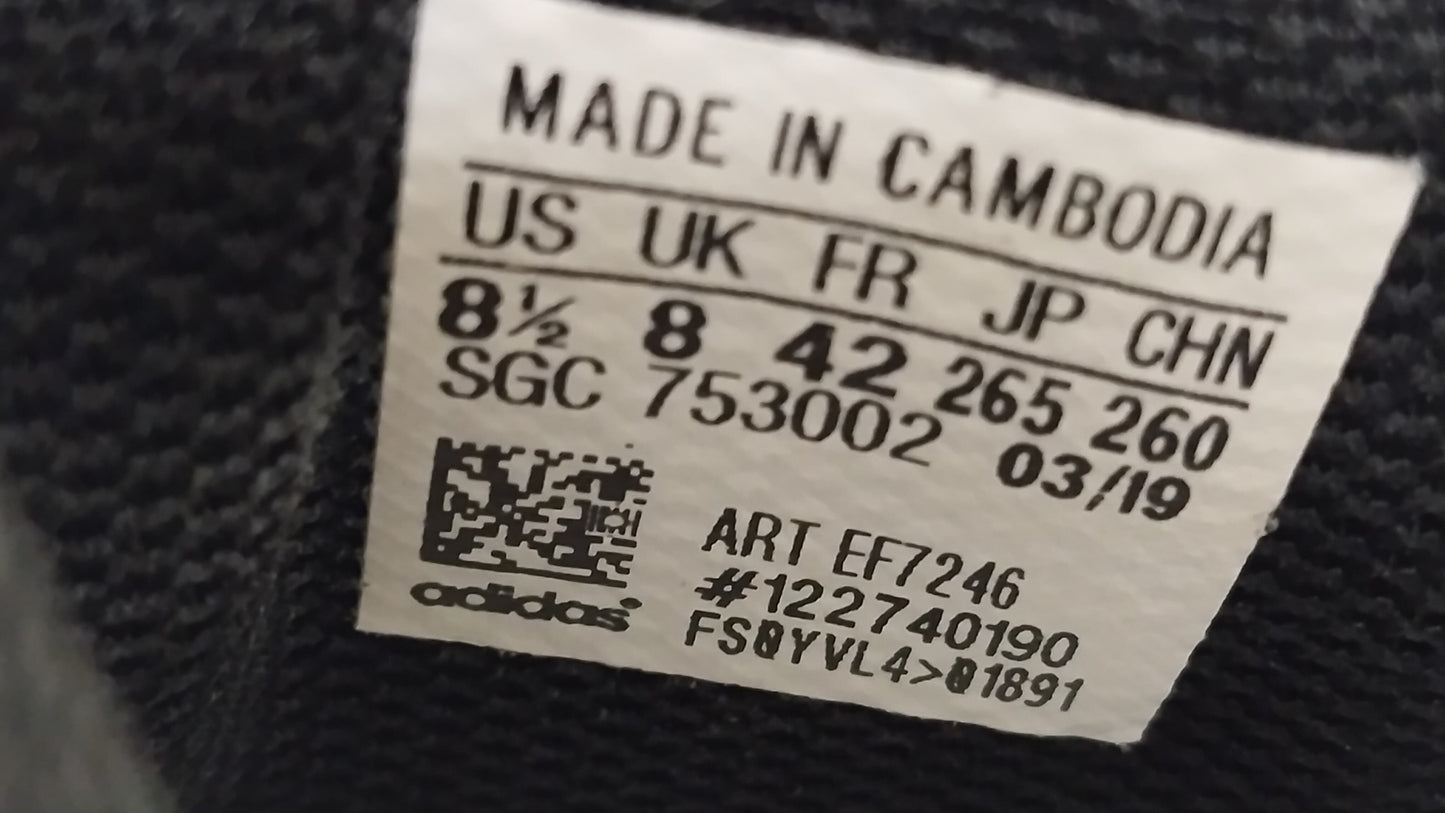 MADE IN CAMBODIA
US UK FR JP CHN
8½ 8 42 265 260
SGC 753002 03/19
ART EF7246
#122740190
FS0YVL4>01891
adidas